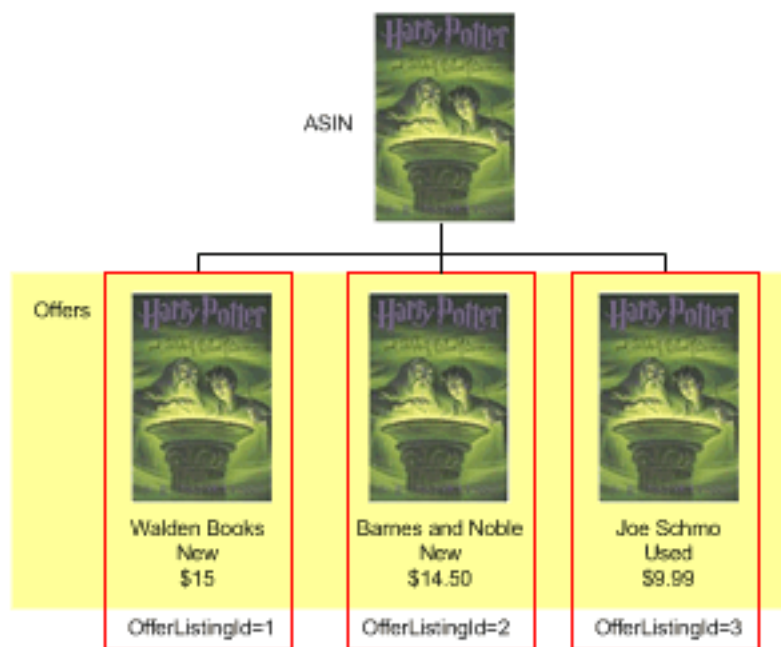 Harry Potter
ASIN
Offers
Harry Potter
Harry Potter
Harry Potter
Walden Books
New
$15
Barnes and Noble
New
$14.50
Joe Schmo
Used
$9.99
OfferListingId=1
OfferListingId=2
OfferListingId=3